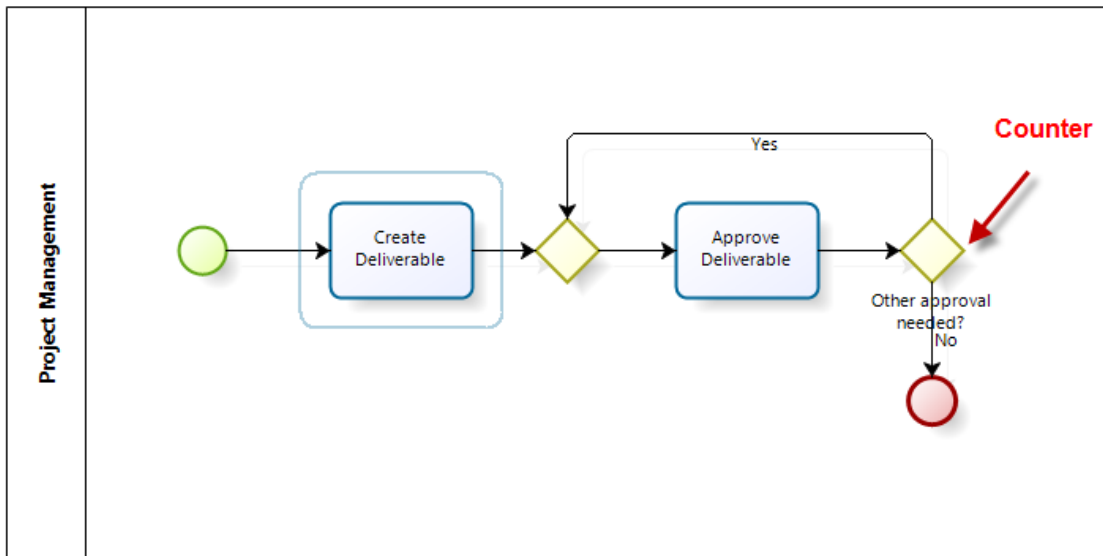 Project Management
Counter
Yes
Create
Deliverable
Approve
Deliverable
Other approval
needed?
No